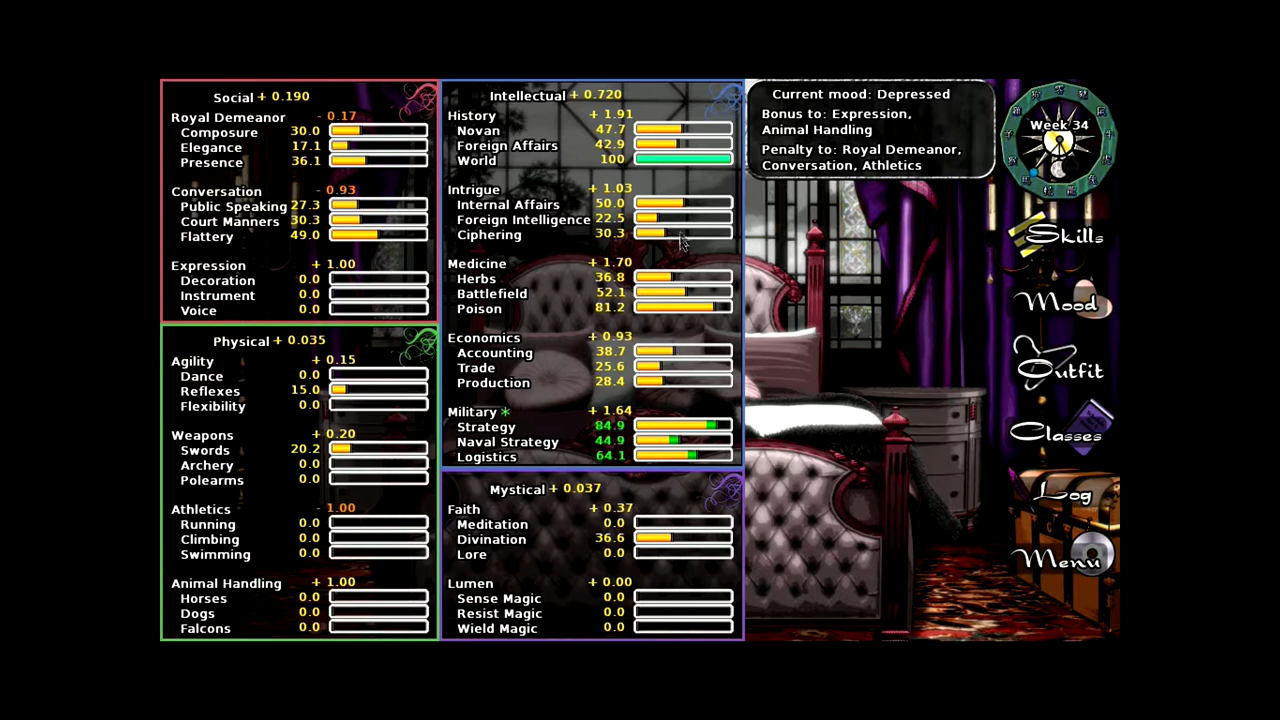 Social + 0.190
Royal Demeanor - 0.17
Composure 30.0
Elegance 17.1
Presence 36.1
Conversation - 0.93
Public Speaking 27.3
Court Manners 30.3
Flattery 49.0
Expression + 1.00
Decoration 0.0
Instrument 0.0
Voice 0.0
Physical + 0.035
Agility + 0.15
Dance 0.0
Reflexes 15.0
Flexibility 0.0
Weapons + 0.20
Swords 20.2
Archery 0.0
Polearms 0.0
Athletics - 1.00
Running 0.0
Climbing 0.0
Swimming 0.0
Animal Handling + 1.00
Horses 0.0
Dogs 0.0
Falcons 0.0
Intellectual + 0.720
History + 1.91
Novan 47.7
Foreign Affairs 42.9
World 100
Intrigue + 1.03
Internal Affairs 50.0
Foreign Intelligence 22.5
Ciphering 30.3
Medicine + 1.70
Herbs 36.8
Battlefield 52.1
Poison 81.2
Economics + 0.93
Accounting 38.7
Trade 25.6
Production 28.4
Military * + 1.64
Strategy 84.9
Naval Strategy 44.9
Logistics 64.1
Mystical + 0.037
Faith + 0.37
Meditation 0.0
Divination 36.6
Lore 0.0
Lumen + 0.00
Sense Magic 0.0
Resist Magic 0.0
Wield Magic 0.0
Current mood: Depressed
Bonus to: Expression,
Animal Handling
Penalty to: Royal Demeanor,
Conversation, Athletics
Week 34
Skills
Mood
Outfit
Classes
Log
Menu